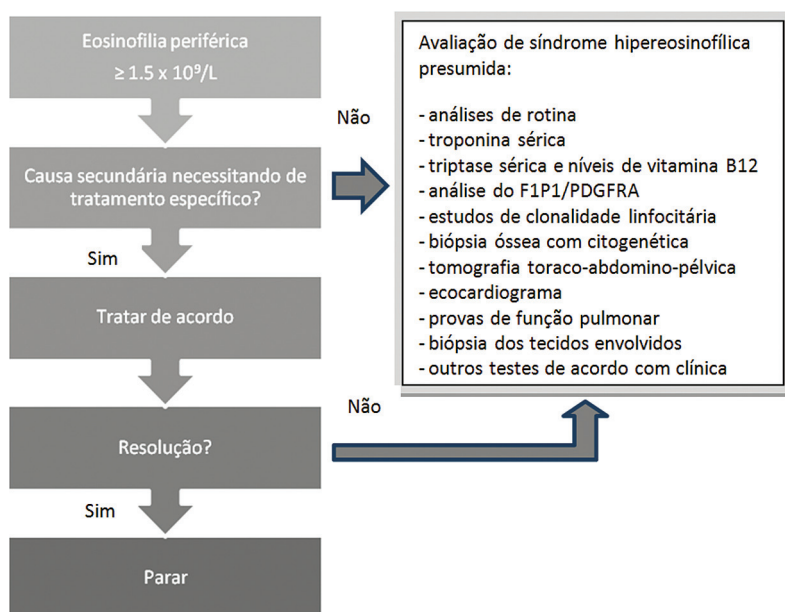 Eosinofilia periférica
≥ 1.5 x 10⁹/L
Não
Causa secundária necessitando de
tratamento específico?
Sim
Tratar de acordo
Não
Resolução?
Sim
Parar
Avaliação de síndrome hipereosinofílica
presumida:
- análises de rotina
- troponina sérica
- triptase sérica e níveis de vitamina B12
- análise do F1P1/PDGFRA
- estudos de clonalidade linfocitária
- biópsia óssea com citogenética
- tomografia toraco-abdomino-pélvica
- ecocardiograma
- provas de função pulmonar
- biópsia dos tecidos envolvidos
- outros testes de acordo com clínica